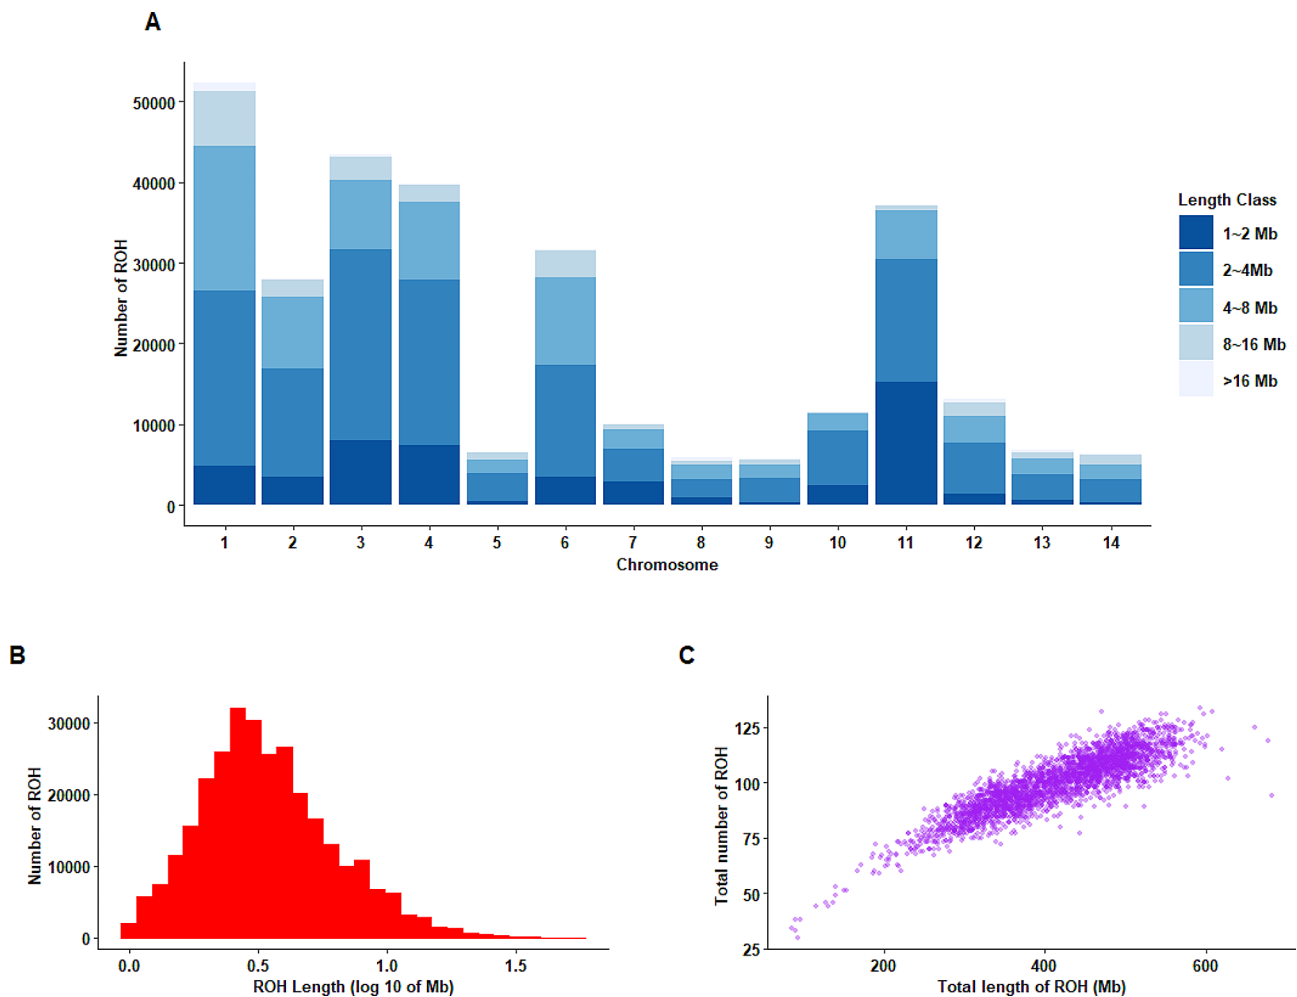 A
50000
40000
30000
20000
10000
0
Number of ROH
1 2 3 4 5 6 7 8 9 10 11 12 13 14
Chromosome
Length Class
1~2 Mb
2~4Mb
4~8 Mb
8~16 Mb
>16 Mb
B
30000
20000
10000
0
Number of ROH
0.0 0.5 1.0 1.5
ROH Length (log 10 of Mb)
C
125
100
75
50
25
Total number of ROH
200 400 600
Total length of ROH (Mb)